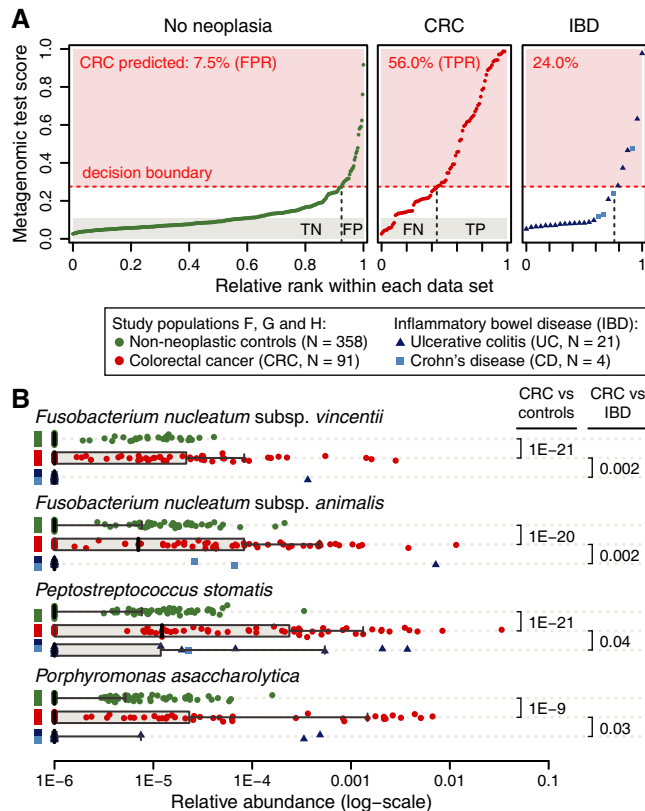 A
No neoplasia CRC IBD
Metagenomic test score
0.0 0.2 0.4 0.6 0.8 1.0
CRC predicted: 7.5% (FPR) 56.0% (TPR) 24.0%
decision boundary
TN FP FN TP
0 0.2 0.4 0.6 0.8 1 0 1 0 1
Relative rank within each data set
Study populations F, G and H: Inflammatory bowel disease (IBD):
Non-neoplastic controls (N = 358) Ulcerative colitis (UC, N = 21)
Colorectal cancer (CRC, N = 91) Crohn's disease (CD, N = 4)
B
CRC vs controls CRC vs IBD
Fusobacterium nucleatum subsp. vincentii
1E-21
0.002
Fusobacterium nucleatum subsp. animalis
1E-20
0.002
Peptostreptococcus stomatis
1E-21
0.04
Porphyromonas asaccharolytica
1E-9
0.03
1E-6 1E-5 1E-4 0.001 0.01 0.1
Relative abundance (log-scale)